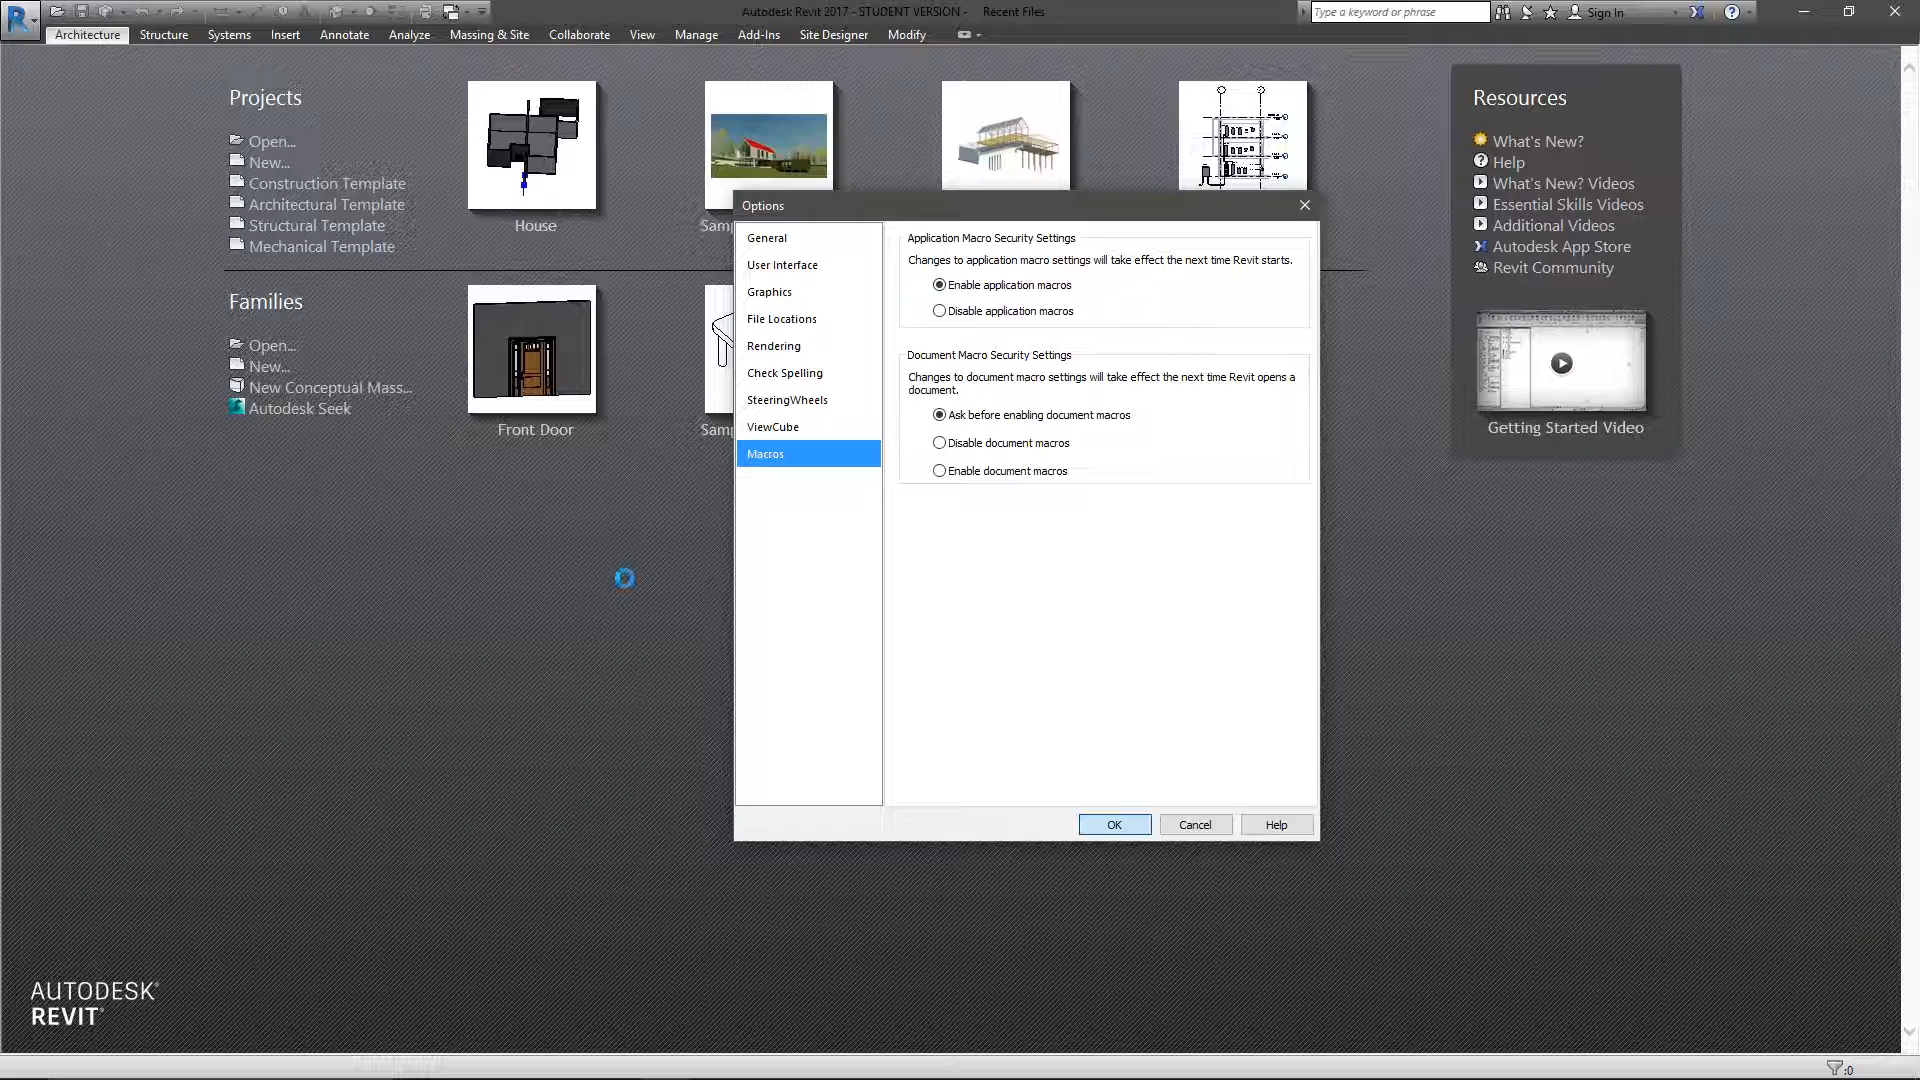 Autodesk Revit 2017 - STUDENT VERSION - Recent Files
Type a keyword or phrase
Sign In
Architecture Structure Systems Insert Annotate Analyze Massing & Site Collaborate View Manage Add-Ins Site Designer Modify
Projects
Open...
New...
Construction Template
Architectural Template
Structural Template
Mechanical Template
House
Families
Open...
New...
New Conceptual Mass...
Autodesk Seek
Front Door
Options
General
User Interface
Graphics
File Locations
Rendering
Check Spelling
SteeringWheels
ViewCube
Macros
Application Macro Security Settings
Changes to application macro settings will take effect the next time Revit starts.
Enable application macros
Disable application macros
Document Macro Security Settings
Changes to document macro settings will take effect the next time Revit opens a
document.
Ask before enabling document macros
Disable document macros
Enable document macros
OK Cancel Help
Resources
What's New?
Help
What's New? Videos
Essential Skills Videos
Additional Videos
Autodesk App Store
Revit Community
Getting Started Video
AUTODESK®
REVIT®
:0